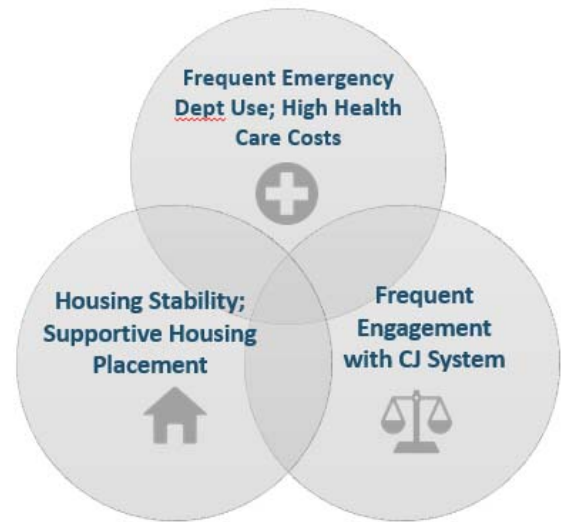 Frequent Emergency
Dept Use; High Health
Care Costs
Housing Stability;
Supportive Housing
Placement
Frequent
Engagement
with CJ System